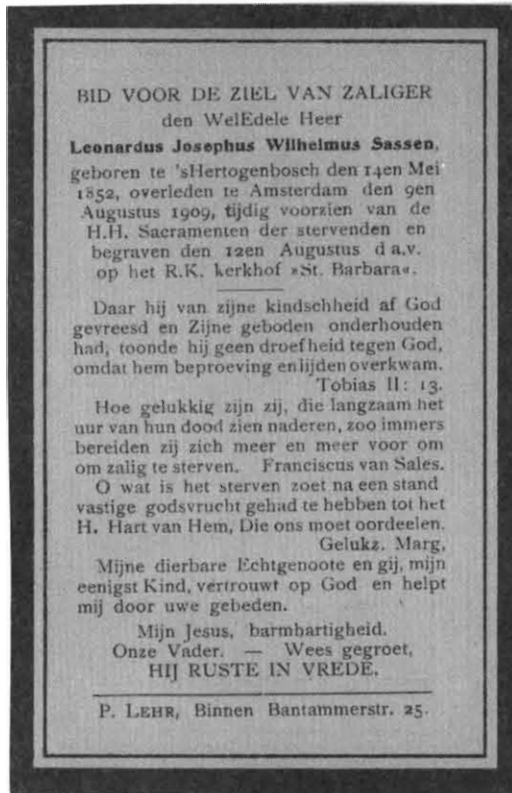 BID VOOR DE ZIEL VAN ZALIGER
den WelEdele Heer
Leonardus Josephus Wilhelmus Sassen,
geboren te 'sHertogenbosch den 14en Mei
1852, overleden te Amsterdam den 9en
Augustus 1909, tijdig voorzien van de
H.H. Sacramenten der stervenden en
begraven den 12en Augustus d a.v.
op het R.K. kerkhof »St. Barbara«.
Daar hij van zijne kindschheid af God
gevreesd en Zijne geboden onderhouden
had, toonde hij geen droefheid tegen God,
omdat hem beproeving en lijden overkwam.
Tobias II: 13.
Hoe gelukkig zijn zij, die langzaam het
uur van hun dood zien naderen, zoo immers
bereiden zij zich meer en meer voor om
om zalig te sterven. Franciscus van Sales.
O wat is het sterven zoet na een stand
vastige godsvrucht gehad te hebben tot het
H. Hart van Hem, Die ons moet oordeelen.
Gelukz. Marg,
Mijne dierbare Echtgenoote en gij, mijn
eenigst Kind, vertrouwt op God en helpt
mij door uwe gebeden.
Mijn Jesus, barmhartigheid.
Onze Vader. — Wees gegroet,
HIJ RUSTE IN VREDE.
P. LEHR, Binnen Bantammerstr. 25.